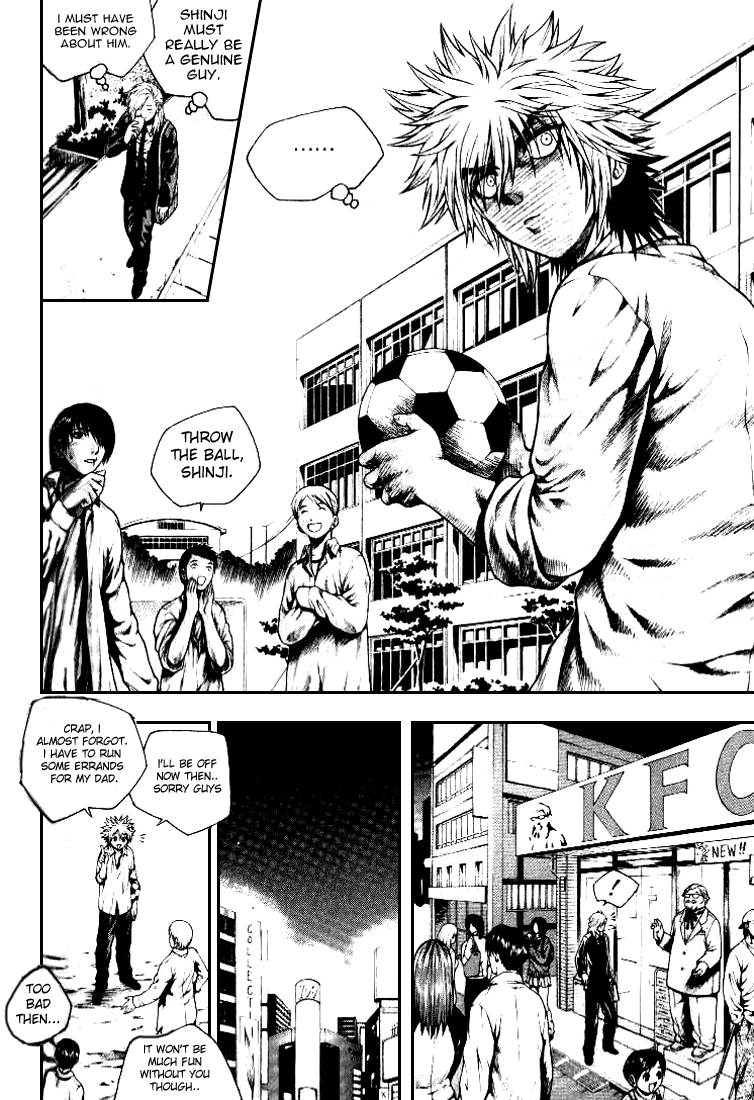 I MUST HAVE
BEEN WRONG
ABOUT HIM.
SHINJI
MUST
REALLY BE
A GENUINE
GUY.
......
THROW
THE BALL,
SHINJI.
CRAP, I
ALMOST FORGOT.
I HAVE TO RUN
SOME ERRANDS
FOR MY DAD.
I'LL BE OFF
NOW THEN..
SORRY GUYS
TOO
BAD
THEN...
IT WON'T BE
MUCH FUN
WITHOUT YOU
THOUGH..
COLLECT
KFC
NEW!!
!